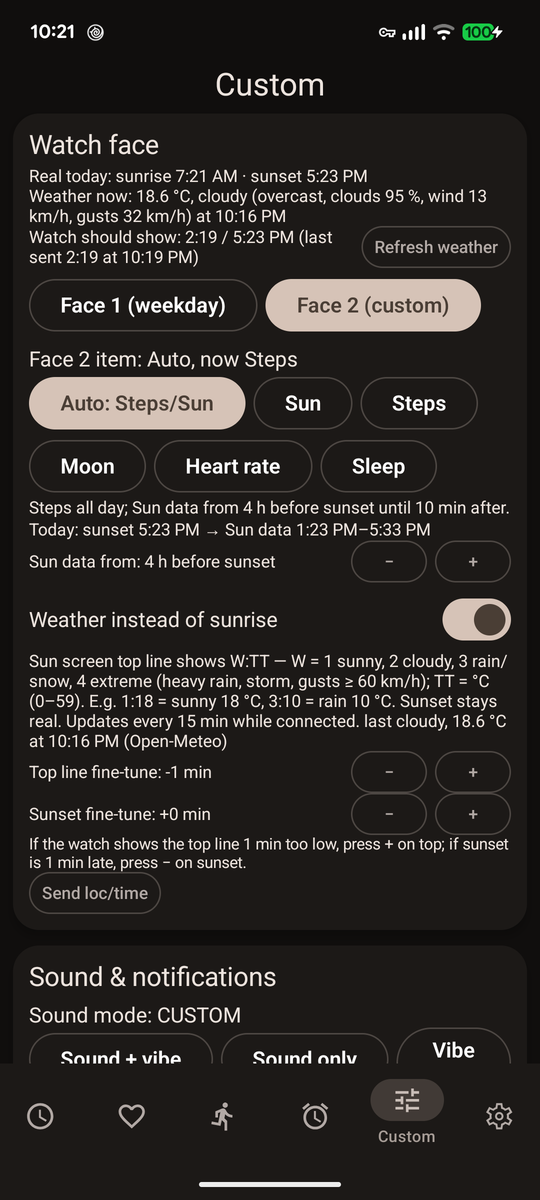 10:21
100
Custom
Watch face
Real today: sunrise 7:21 AM · sunset 5:23 PM
Weather now: 18.6 °C, cloudy (overcast, clouds 95 %, wind 13
km/h, gusts 32 km/h) at 10:16 PM
Watch should show: 2:19 / 5:23 PM (last
sent 2:19 at 10:19 PM)
Refresh weather
Face 1 (weekday)
Face 2 (custom)
Face 2 item: Auto, now Steps
Auto: Steps/Sun
Sun
Steps
Moon
Heart rate
Sleep
Steps all day; Sun data from 4 h before sunset until 10 min after.
Today: sunset 5:23 PM → Sun data 1:23 PM–5:33 PM
Sun data from: 4 h before sunset
−
+
Weather instead of sunrise
Sun screen top line shows W:TT — W = 1 sunny, 2 cloudy, 3 rain/
snow, 4 extreme (heavy rain, storm, gusts ≥ 60 km/h); TT = °C
(0–59). E.g. 1:18 = sunny 18 °C, 3:10 = rain 10 °C. Sunset stays
real. Updates every 15 min while connected. last cloudy, 18.6 °C
at 10:16 PM (Open-Meteo)
Top line fine-tune: -1 min
−
+
Sunset fine-tune: +0 min
−
+
If the watch shows the top line 1 min too low, press + on top; if sunset
is 1 min late, press − on sunset.
Send loc/time
Sound & notifications
Sound mode: CUSTOM
Sound + vibe
Sound only
Vibe
Custom